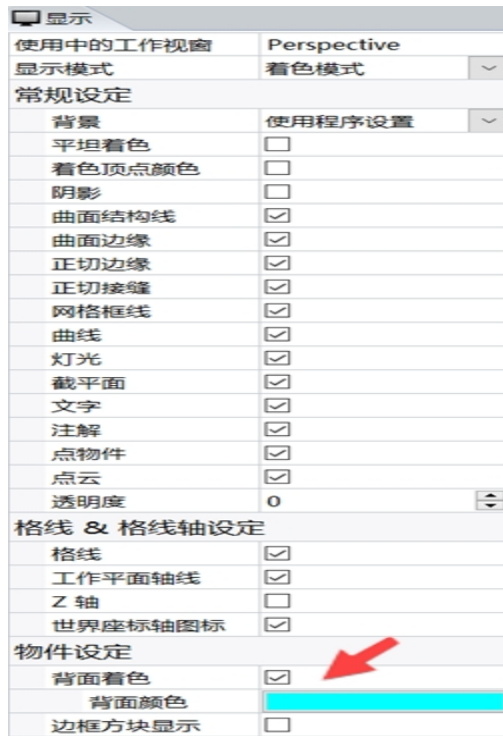 显示
使用中的工作视窗 Perspective
显示模式 着色模式
常规设定
背景 使用程序设置
平坦着色
着色顶点颜色
阴影
曲面结构线
曲面边缘
正切边缘
正切接缝
网格框线
曲线
灯光
截平面
文字
注解
点物件
点云
透明度 0
格线 & 格线轴设定
格线
工作平面轴线
Z 轴
世界座标轴图标
物件设定
背面着色
背面颜色
边框方块显示